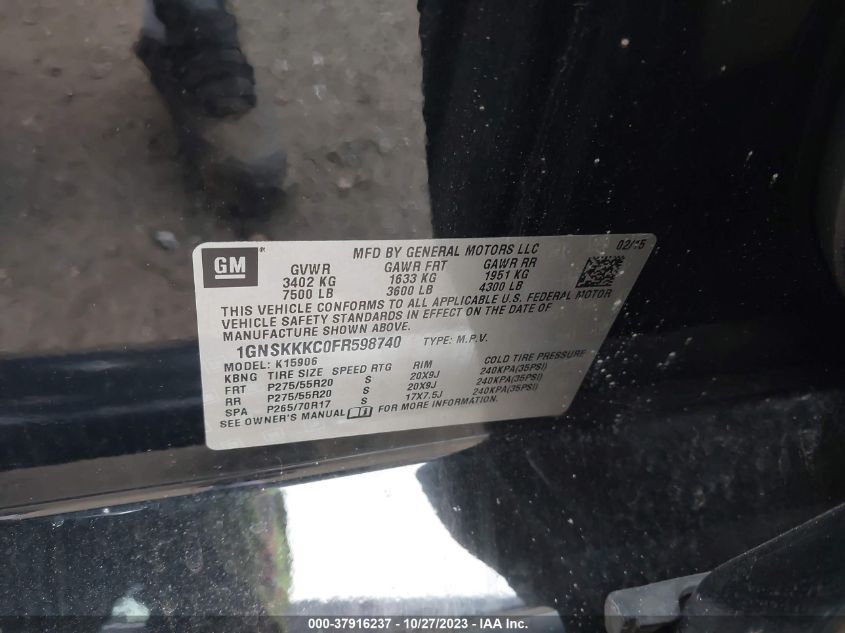 GM ®
MFD BY GENERAL MOTORS LLC 02/15
GVWR GAWR FRT GAWR RR
3402 KG 1633 KG 1951 KG
7500 LB 3600 LB 4300 LB
THIS VEHICLE CONFORMS TO ALL APPLICABLE U.S. FEDERAL MOTOR
VEHICLE SAFETY STANDARDS IN EFFECT ON THE DATE OF
MANUFACTURE SHOWN ABOVE.
1GNSKKKC0FR598740 TYPE: M.P.V.
MODEL: K15906
KBNG TIRE SIZE SPEED RTG RIM COLD TIRE PRESSURE
FRT P275/55R20 S 20X9J 240KPA(35PSI)
RR P275/55R20 S 20X9J 240KPA(35PSI)
SPA P265/70R17 S 17X7.5J 240KPA(35PSI)
SEE OWNER'S MANUAL FOR MORE INFORMATION.
000-37916237 - 10/27/2023 - IAA Inc.